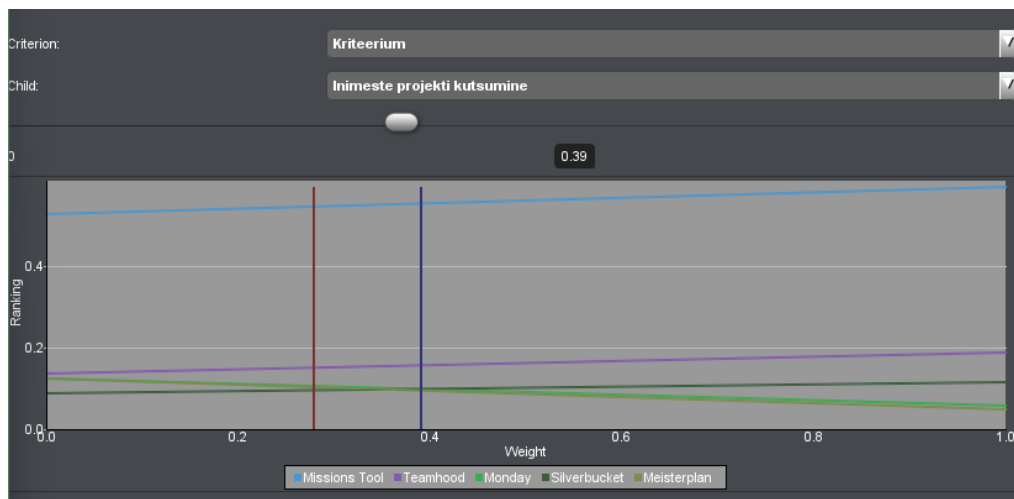 Criterion:
Kriteerium
Child:
Inimeste projekti kutsumine
0
0.39
0.4
0.2
0.0
Ranking
0.0 0.2 0.4 0.6 0.8 1.0
Weight
Missions Tool Teamhood Monday Silverbucket Meisterplan